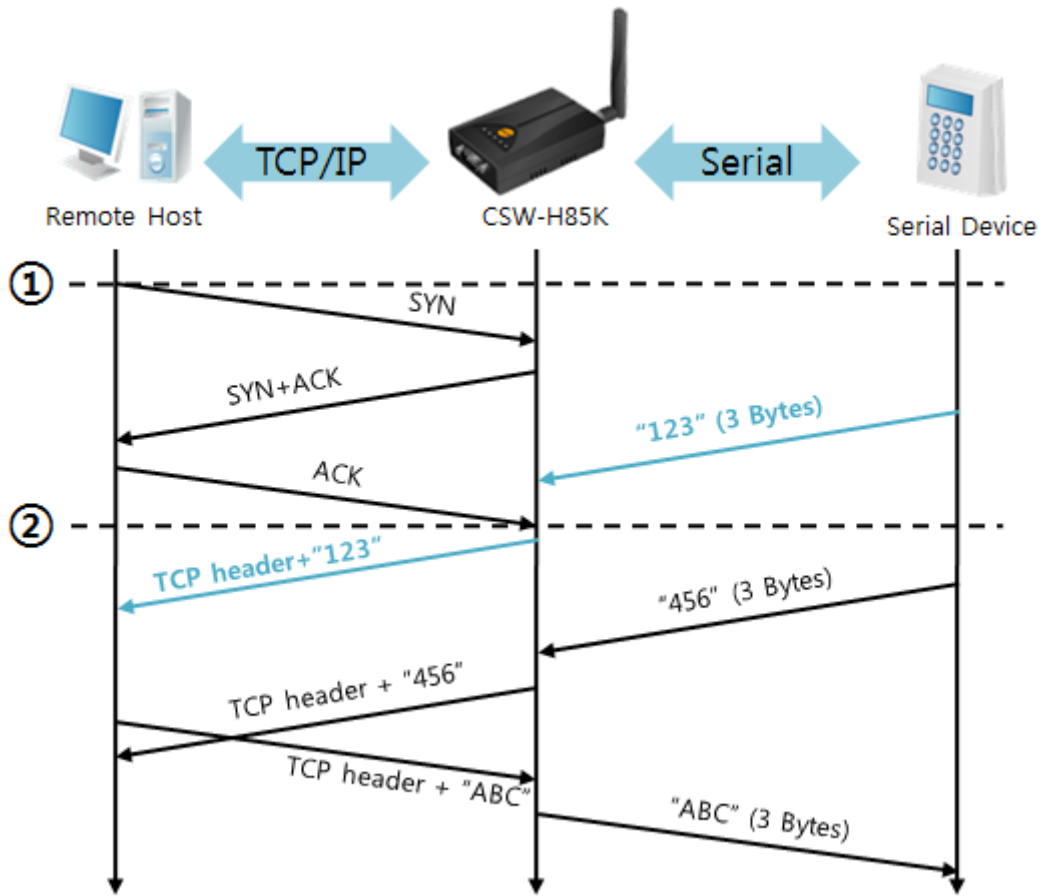 TCP/IP
Serial
Remote Host
CSW-H85K
Serial Device
①
SYN
SYN+ACK
“123” (3 Bytes)
ACK
②
TCP header+“123”
“456” (3 Bytes)
TCP header + “456”
TCP header + “ABC”
“ABC” (3 Bytes)